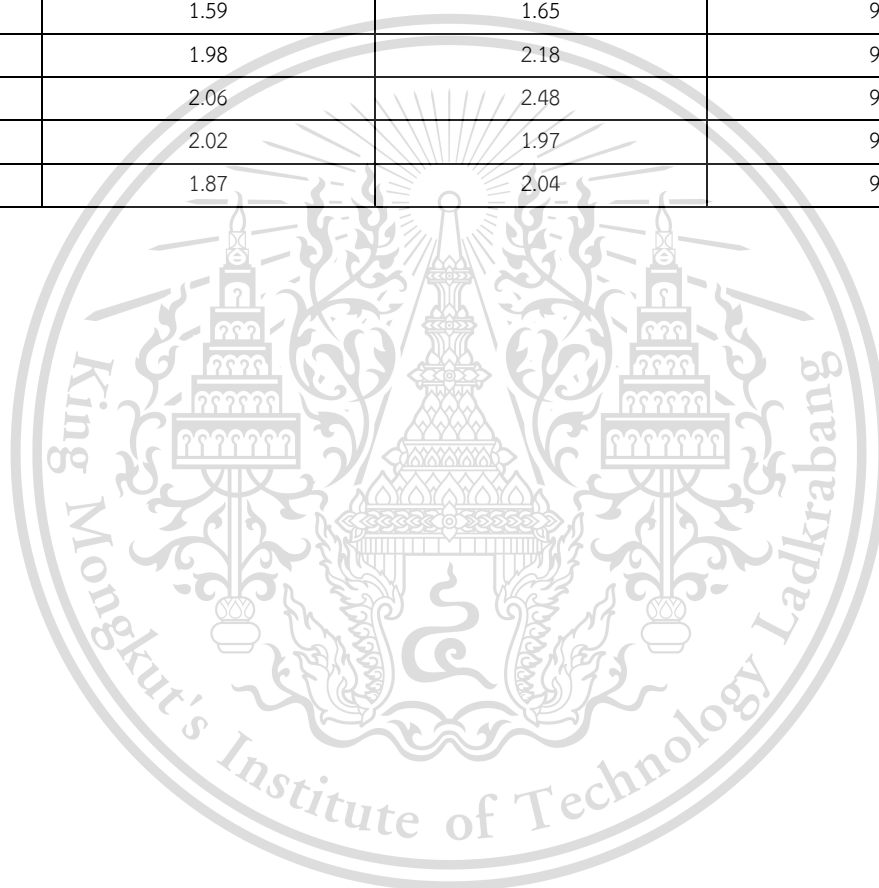 1.59 1.65 9
1.98 2.18 9
2.06 2.48 9
2.02 1.97 9
1.87 2.04 9
King Mongkut's Institute of Technology Ladkrabang